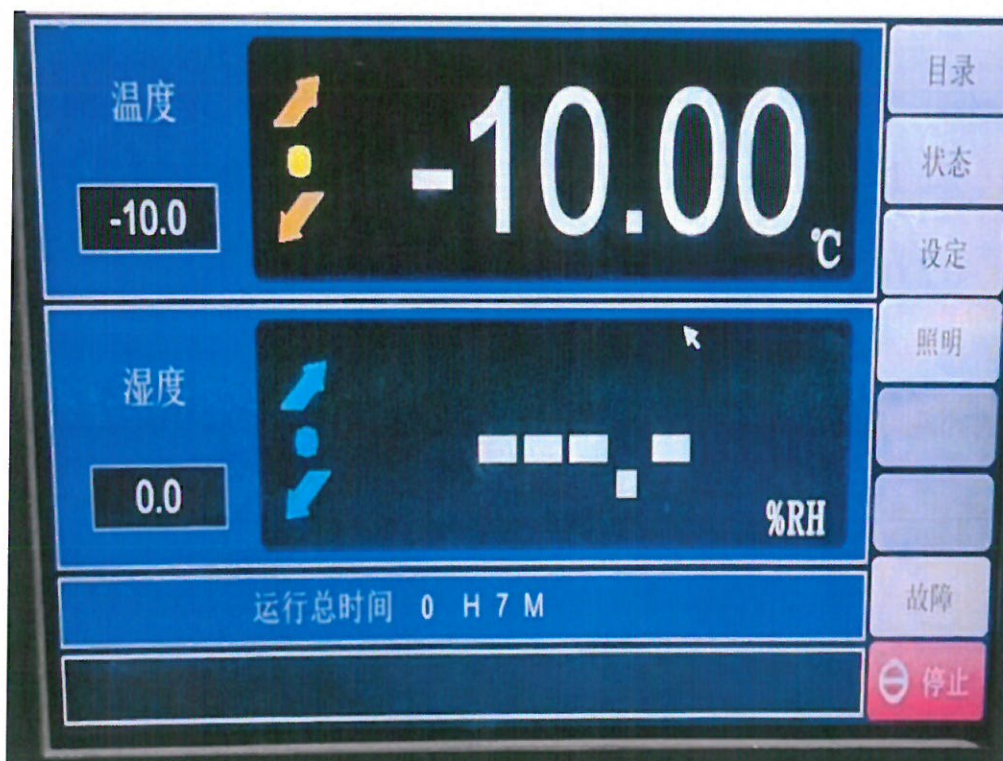 温度
-10.0
-10.00
℃
湿度
0.0
---.-
%RH
运行总时间 0 H 7 M
目录
状态
设定
照明
故障
停止